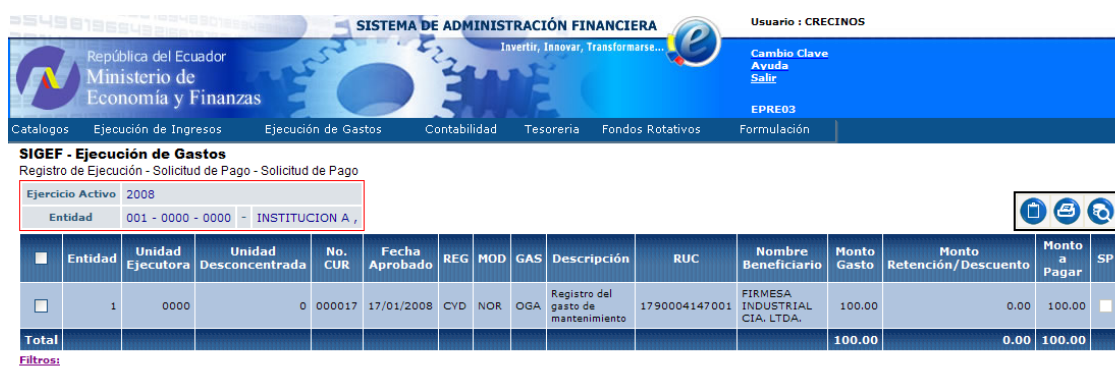 SISTEMA DE ADMINISTRACIÓN FINANCIERA
Usuario : CRECINOS
Invertir, Innovar, Transformarse...
República del Ecuador
Ministerio de
Economía y Finanzas
Cambio Clave
Ayuda
Salir
EPRE03
Catalogos Ejecución de Ingresos Ejecución de Gastos Contabilidad Tesoreria Fondos Rotativos Formulación
SIGEF - Ejecución de Gastos
Registro de Ejecución - Solicitud de Pago - Solicitud de Pago
Ejercicio Activo 2008
Entidad 001 - 0000 - 0000 - INSTITUCION A ,
Entidad Unidad Ejecutora Unidad Desconcentrada No. CUR Fecha Aprobado REG MOD GAS Descripción RUC Nombre Beneficiario Monto Gasto Monto Retención/Descuento Monto a Pagar SP
1 0000 0 000017 17/01/2008 CYD NOR OGA Registro del gasto de mantenimiento 1790004147001 FIRMESA INDUSTRIAL CIA. LTDA. 100.00 0.00 100.00
Total 100.00 0.00 100.00
Filtros: